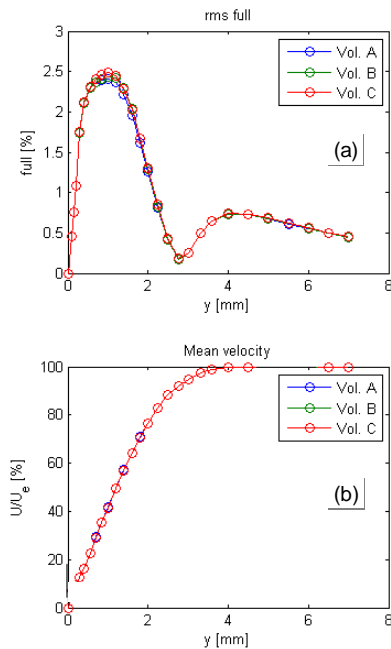 rms full
3
2.5
2
1.5
1
0.5
0
full [%]
Vol. A
Vol. B
Vol. C
(a)
0 2 4 6 8
y [mm]
Mean velocity
100
80
60
40
20
0
U/U_e [%]
Vol. A
Vol. B
Vol. C
(b)
0 2 4 6 8
y [mm]